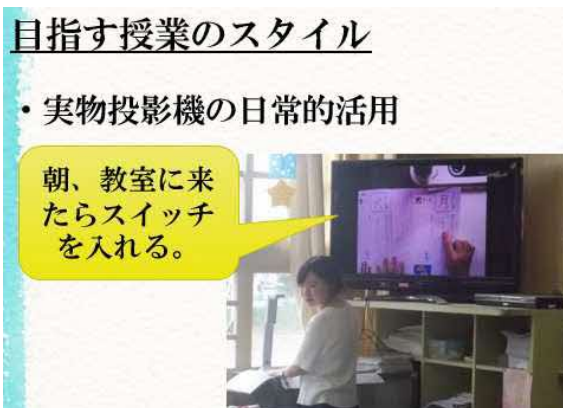 目指す授業のスタイル
・実物投影機の日常的活用
朝、教室に来
たらスイッチ
を入れる。